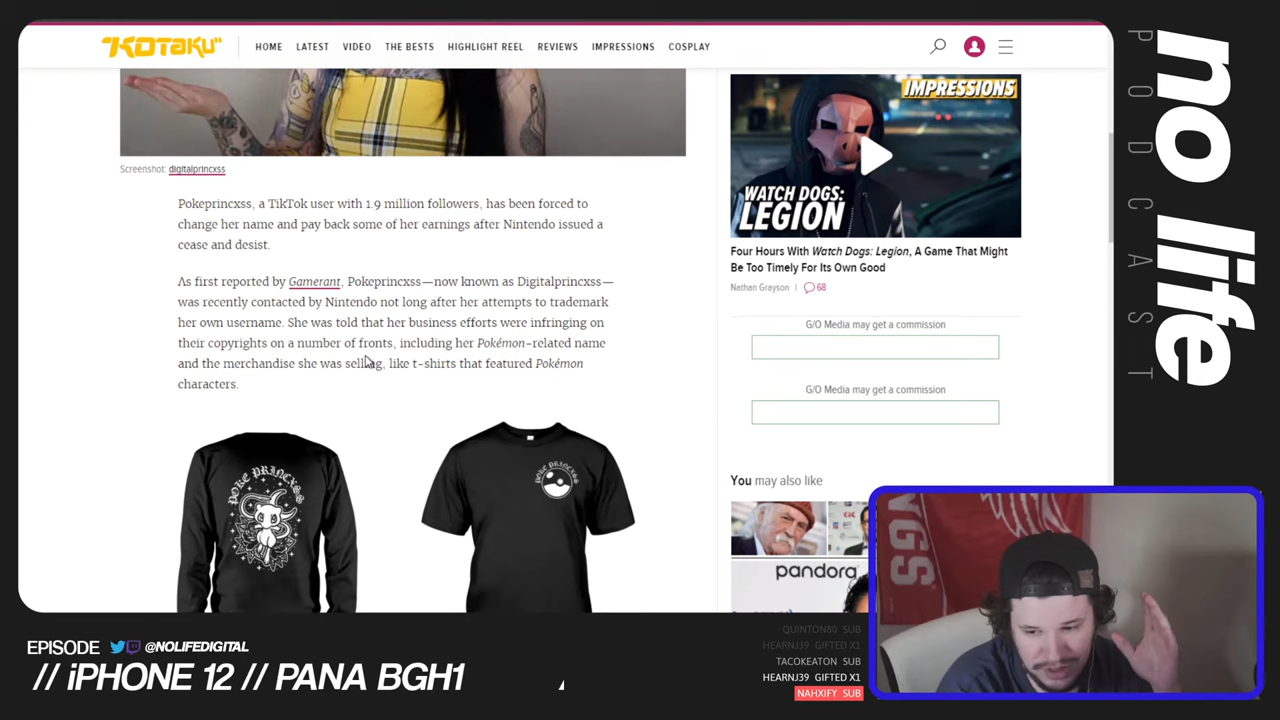 "KOTAKU"
HOME LATEST VIDEO THE BESTS HIGHLIGHT REEL REVIEWS IMPRESSIONS COSPLAY
Screenshot: digitalprincxss
Pokeprincxss, a TikTok user with 1.9 million followers, has been forced to
change her name and pay back some of her earnings after Nintendo issued a
cease and desist.
As first reported by Gamerant, Pokeprincxss—now known as Digitalprincxss—
was recently contacted by Nintendo not long after her attempts to trademark
her own username. She was told that her business efforts were infringing on
their copyrights on a number of fronts, including her Pokémon-related name
and the merchandise she was selling, like t-shirts that featured Pokémon
characters.
POKE PRINCXSS
POKE PRINCXSS
IMPRESSIONS
WATCH DOGS:
LEGION
Four Hours With Watch Dogs: Legion, A Game That Might
Be Too Timely For Its Own Good
Nathan Grayson | 68
G/O Media may get a commission
G/O Media may get a commission
You may also like
GK
pandora
NGS
no life
PODCAST
EPISODE @NOLIFEDIGITAL
// iPHONE 12 // PANA BGH1
QUINTON80 SUB
HEARNJ39 GIFTED X1
TACOKEATON SUB
HEARNJ39 GIFTED X1
NAHXIFY SUB